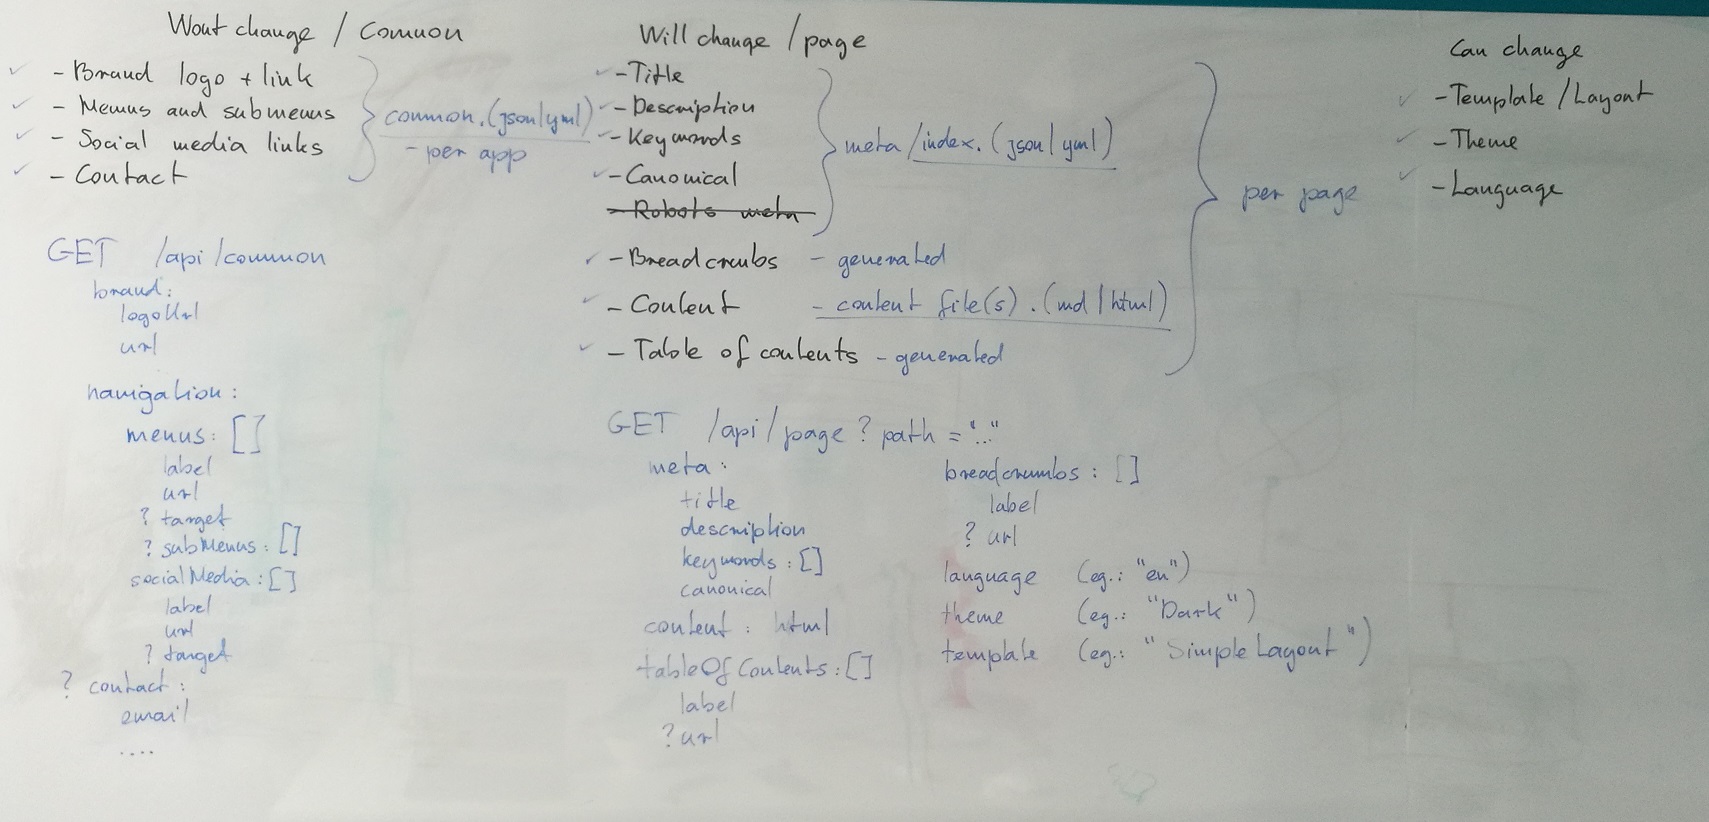 Wont change / Common
- Brand logo + link
- Menus and submenus
- Social media links
- Contact
common.(json|yml)
- per app
GET /api/common
brand:
logoUrl
url
navigation:
menus: []
label
url
? target
? subMenus: []
socialMedia: []
label
url
? target
? contact:
email
....
Will change / page
- Title
- Description
- Keywords
- Canonical
- Robots meta
meta/index.(json|yml)
- Breadcrumbs - generated
- Content - content file(s).(md|html)
- Table of contents - generated
per page
GET /api/page?path="..."
meta:
title
description
keywords: []
canonical
content: html
tableOfContents: []
label
? url
breadcrumbs: []
label
? url
language (eg.: "en")
theme (eg.: "Dark")
template (eg.: "SimpleLayout")
Can change
- Template / Layout
- Theme
- Language